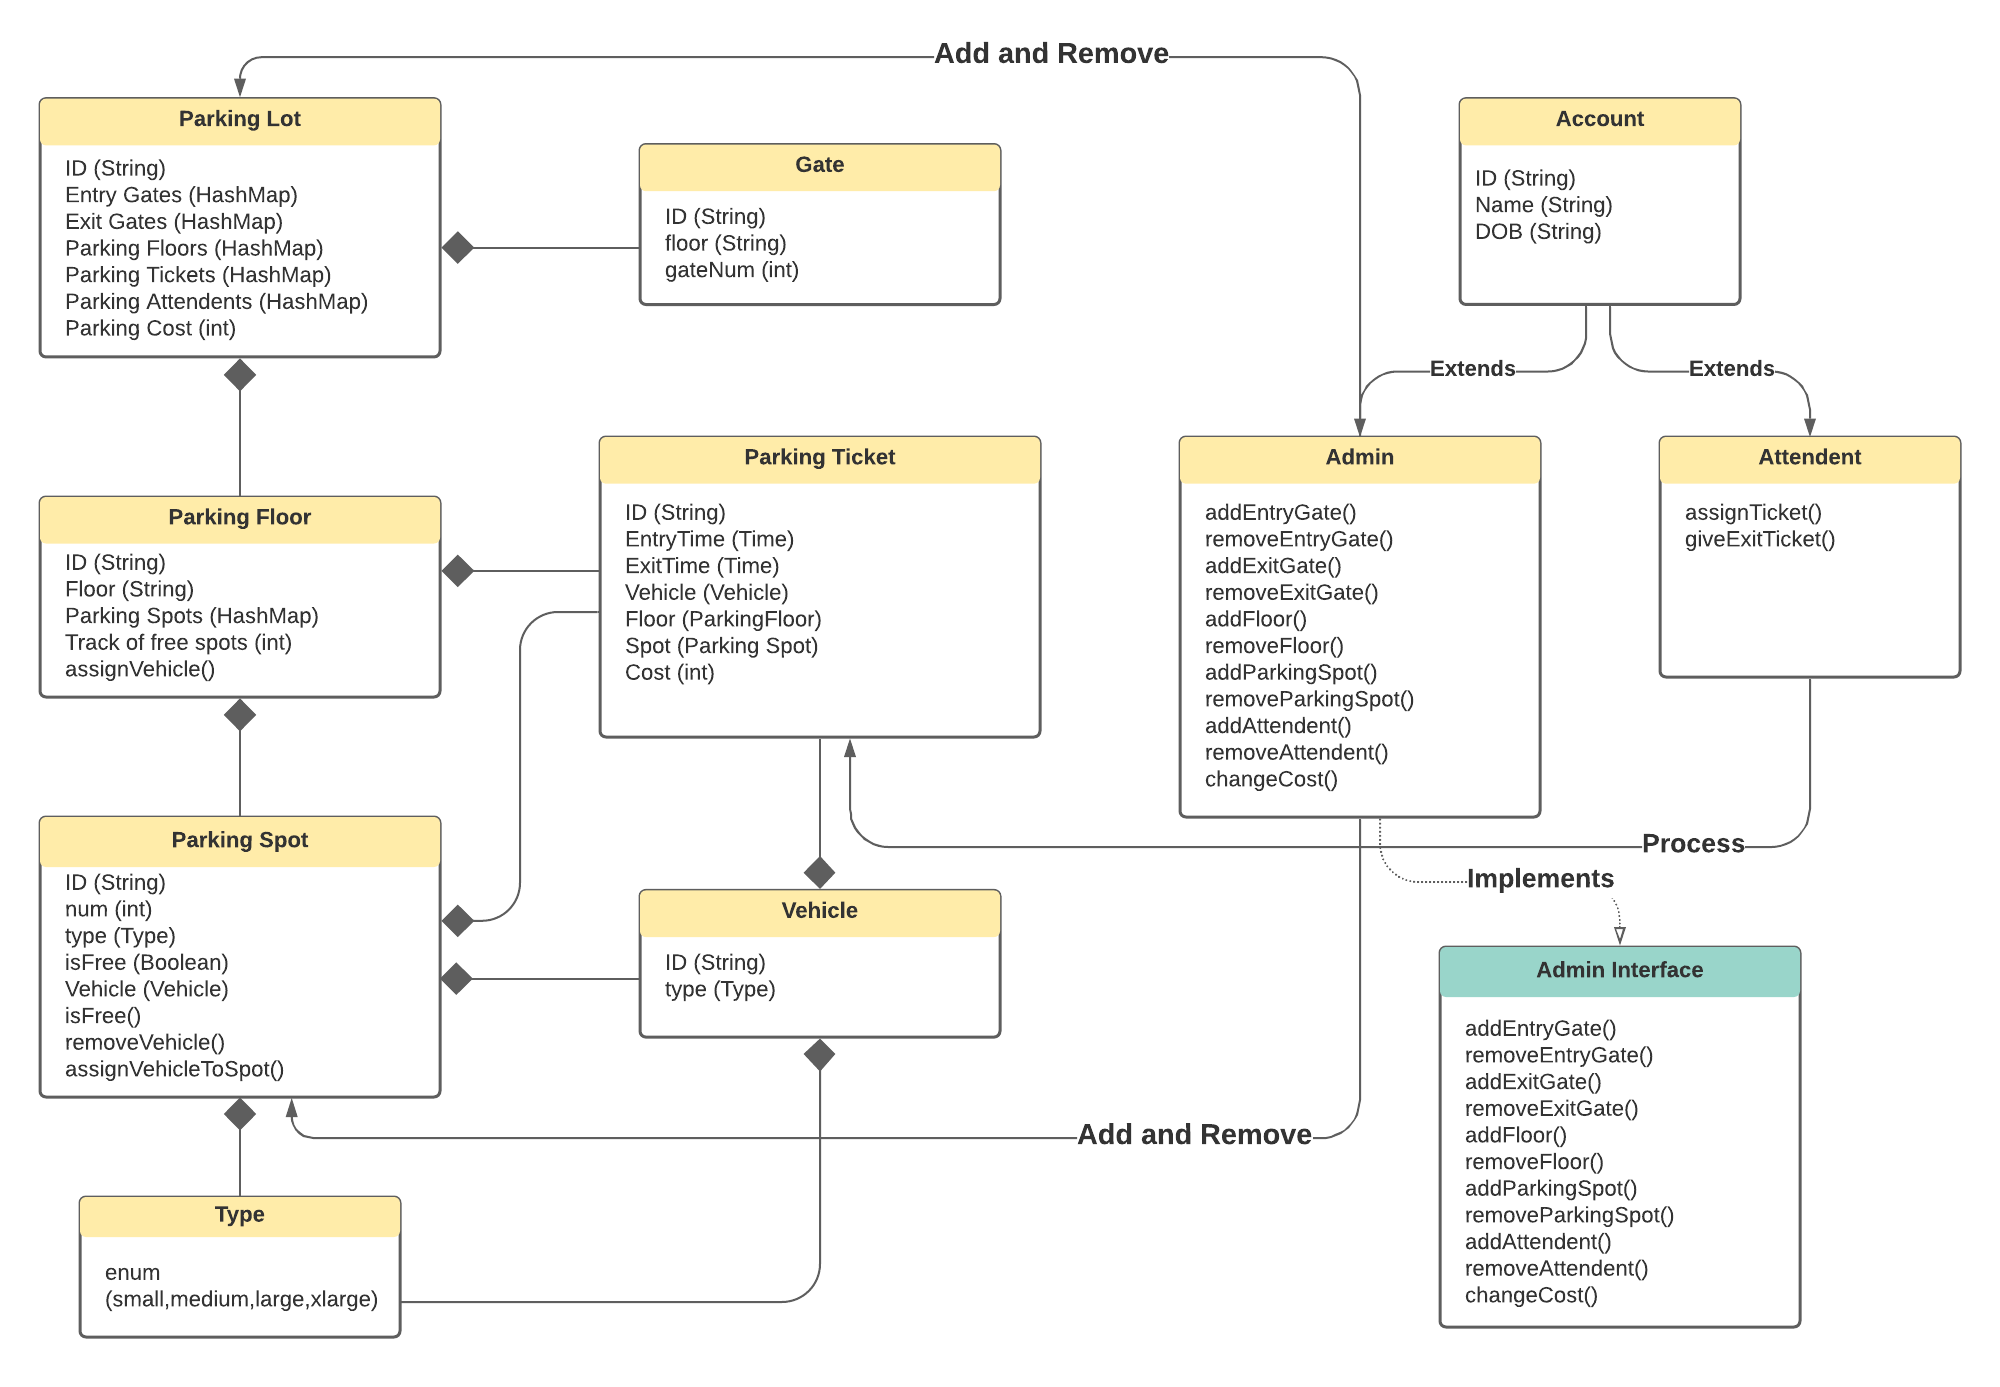 Add and Remove
Parking Lot
ID (String)
Entry Gates (HashMap)
Exit Gates (HashMap)
Parking Floors (HashMap)
Parking Tickets (HashMap)
Parking Attendents (HashMap)
Parking Cost (int)
Gate
ID (String)
floor (String)
gateNum (int)
Account
ID (String)
Name (String)
DOB (String)
Extends
Extends
Parking Floor
ID (String)
Floor (String)
Parking Spots (HashMap)
Track of free spots (int)
assignVehicle()
Parking Ticket
ID (String)
EntryTime (Time)
ExitTime (Time)
Vehicle (Vehicle)
Floor (ParkingFloor)
Spot (Parking Spot)
Cost (int)
Admin
addEntryGate()
removeEntryGate()
addExitGate()
removeExitGate()
addFloor()
removeFloor()
addParkingSpot()
removeParkingSpot()
addAttendent()
removeAttendent()
changeCost()
Attendent
assignTicket()
giveExitTicket()
Process
Implements
Parking Spot
ID (String)
num (int)
type (Type)
isFree (Boolean)
Vehicle (Vehicle)
isFree()
removeVehicle()
assignVehicleToSpot()
Vehicle
ID (String)
type (Type)
Admin Interface
addEntryGate()
removeEntryGate()
addExitGate()
removeExitGate()
addFloor()
removeFloor()
addParkingSpot()
removeParkingSpot()
addAttendent()
removeAttendent()
changeCost()
Add and Remove
Type
enum
(small,medium,large,xlarge)